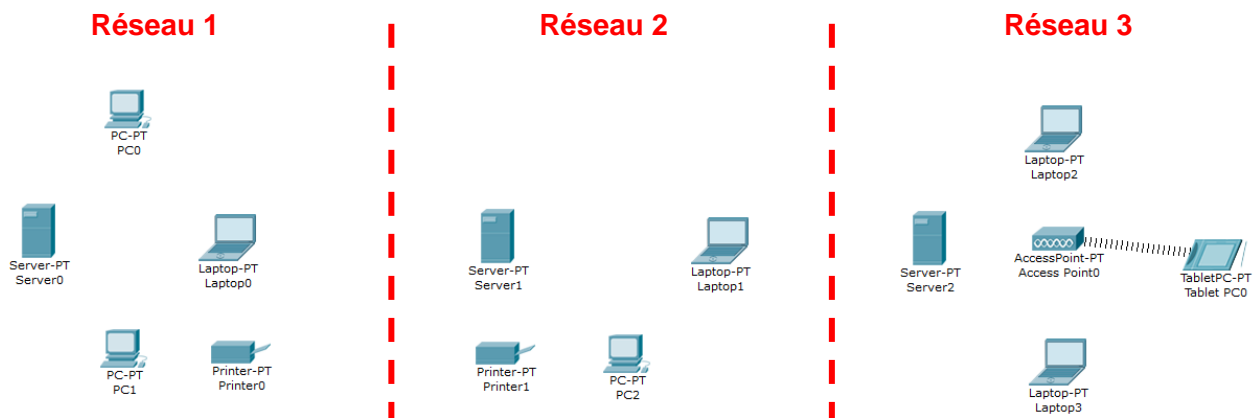 Réseau 1
PC-PT
PC0
Server-PT
Server0
Laptop-PT
Laptop0
PC-PT
PC1
Printer-PT
Printer0
Réseau 2
Server-PT
Server1
Laptop-PT
Laptop1
Printer-PT
Printer1
PC-PT
PC2
Réseau 3
Laptop-PT
Laptop2
Server-PT
Server2
AccessPoint-PT
Access Point0
TabletPC-PT
Tablet PC0
Laptop-PT
Laptop3